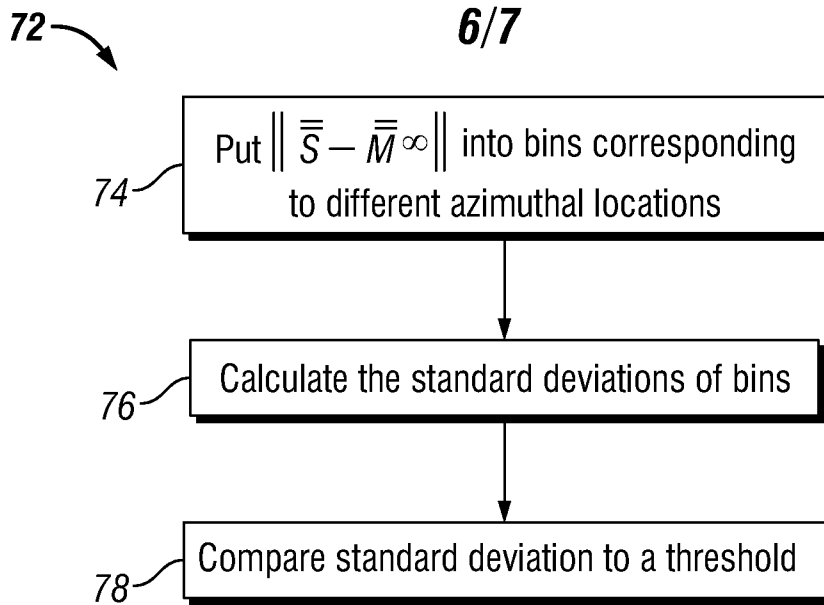 6/7
72
Put ‖ S̿ − M̿ ∞ ‖ into bins corresponding
to different azimuthal locations
74
Calculate the standard deviations of bins
76
Compare standard deviation to a threshold
78